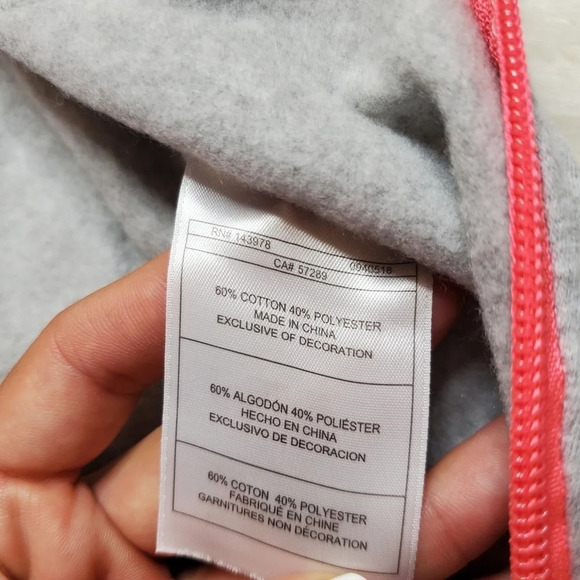 RN# 143978 0040518
CA# 57289
60% COTTON 40% POLYESTER
MADE IN CHINA
EXCLUSIVE OF DECORATION
60% ALGODÓN 40% POLIÉSTER
HECHO EN CHINA
EXCLUSIVO DE DECORACION
60% COTON 40% POLYESTER
FABRIQUÉ EN CHINE
GARNITURES NON DÉCORATION